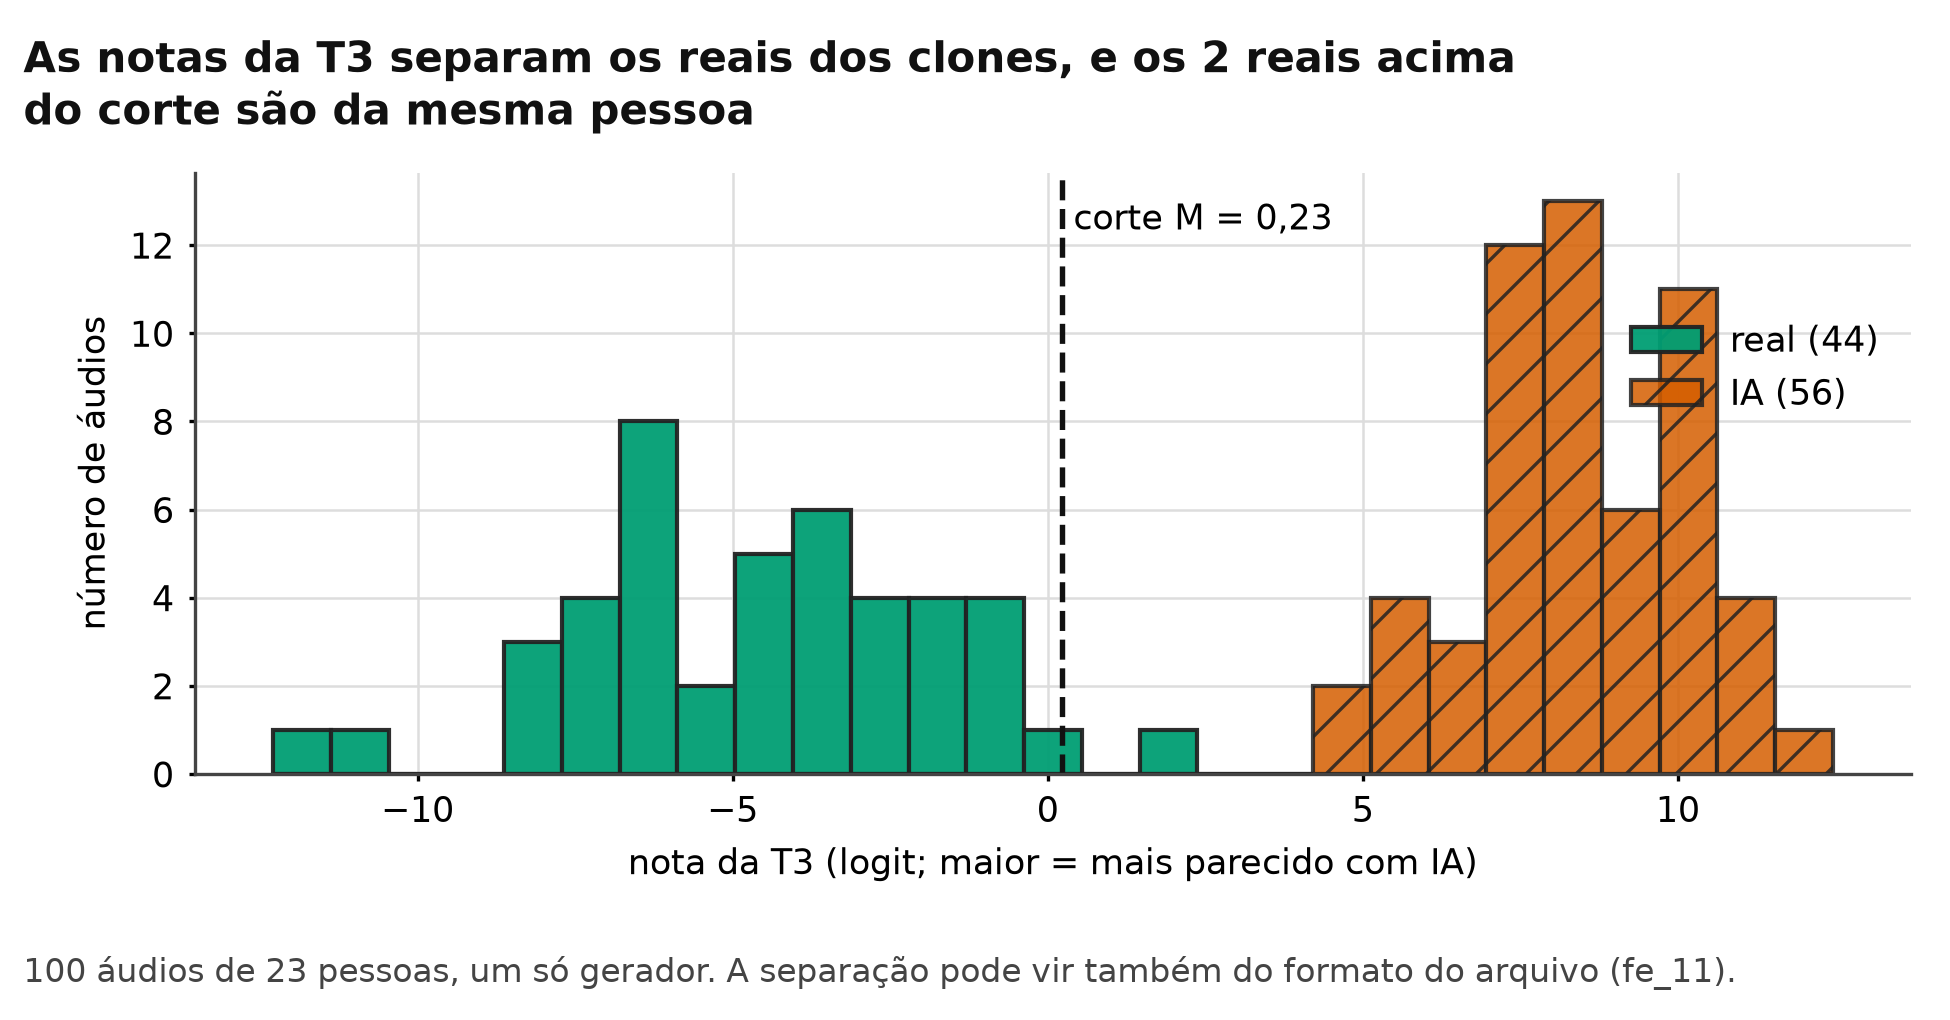 As notas da T3 separam os reais dos clones, e os 2 reais acima
do corte são da mesma pessoa
corte M = 0,23
número de áudios
12
10
8
6
4
2
0
real (44)
IA (56)
−10
−5
0
5
10
nota da T3 (logit; maior = mais parecido com IA)
100 áudios de 23 pessoas, um só gerador. A separação pode vir também do formato do arquivo (fe_11).